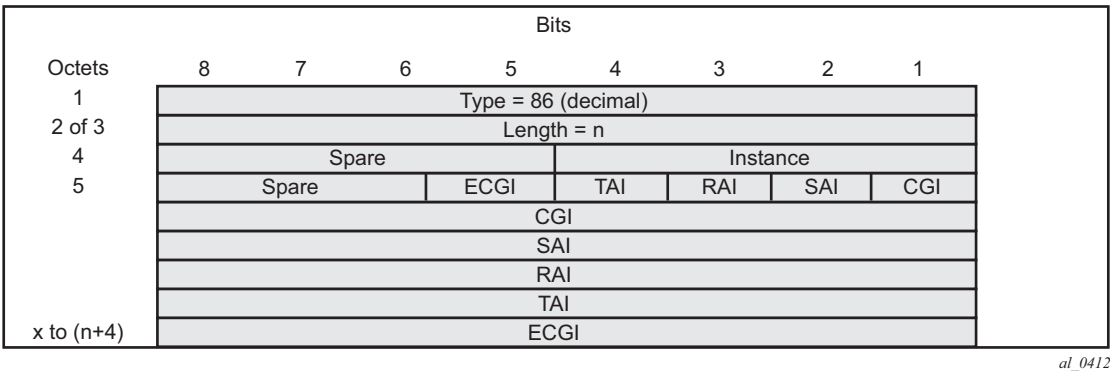 Bits
Octets 8 7 6 5 4 3 2 1
1 Type = 86 (decimal)
2 of 3 Length = n
4 Spare Instance
5 Spare ECGI TAI RAI SAI CGI
CGI
SAI
RAI
TAI
x to (n+4) ECGI
al_0412